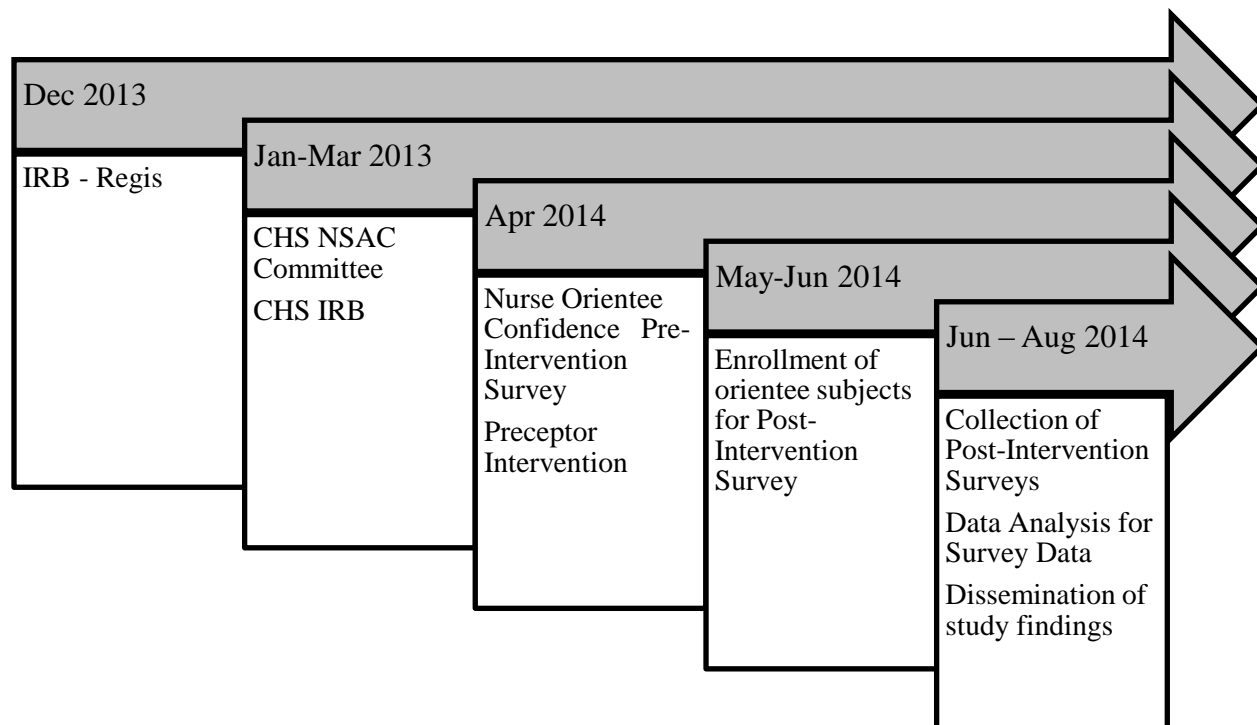 Dec 2013
IRB - Regis
Jan-Mar 2013
CHS NSAC
Committee
CHS IRB
Apr 2014
Nurse Orientee
Confidence Pre-
Intervention
Survey
Preceptor
Intervention
May-Jun 2014
Enrollment of
orientee subjects
for Post-
Intervention
Survey
Jun – Aug 2014
Collection of
Post-Intervention
Surveys
Data Analysis for
Survey Data
Dissemination of
study findings